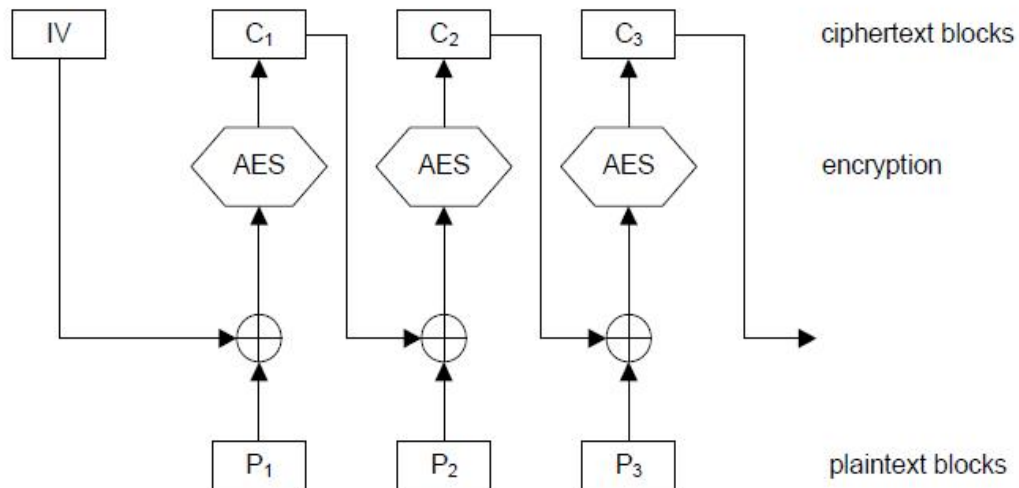 IV C₁ C₂ C₃ ciphertext blocks
AES AES AES encryption
P₁ P₂ P₃ plaintext blocks